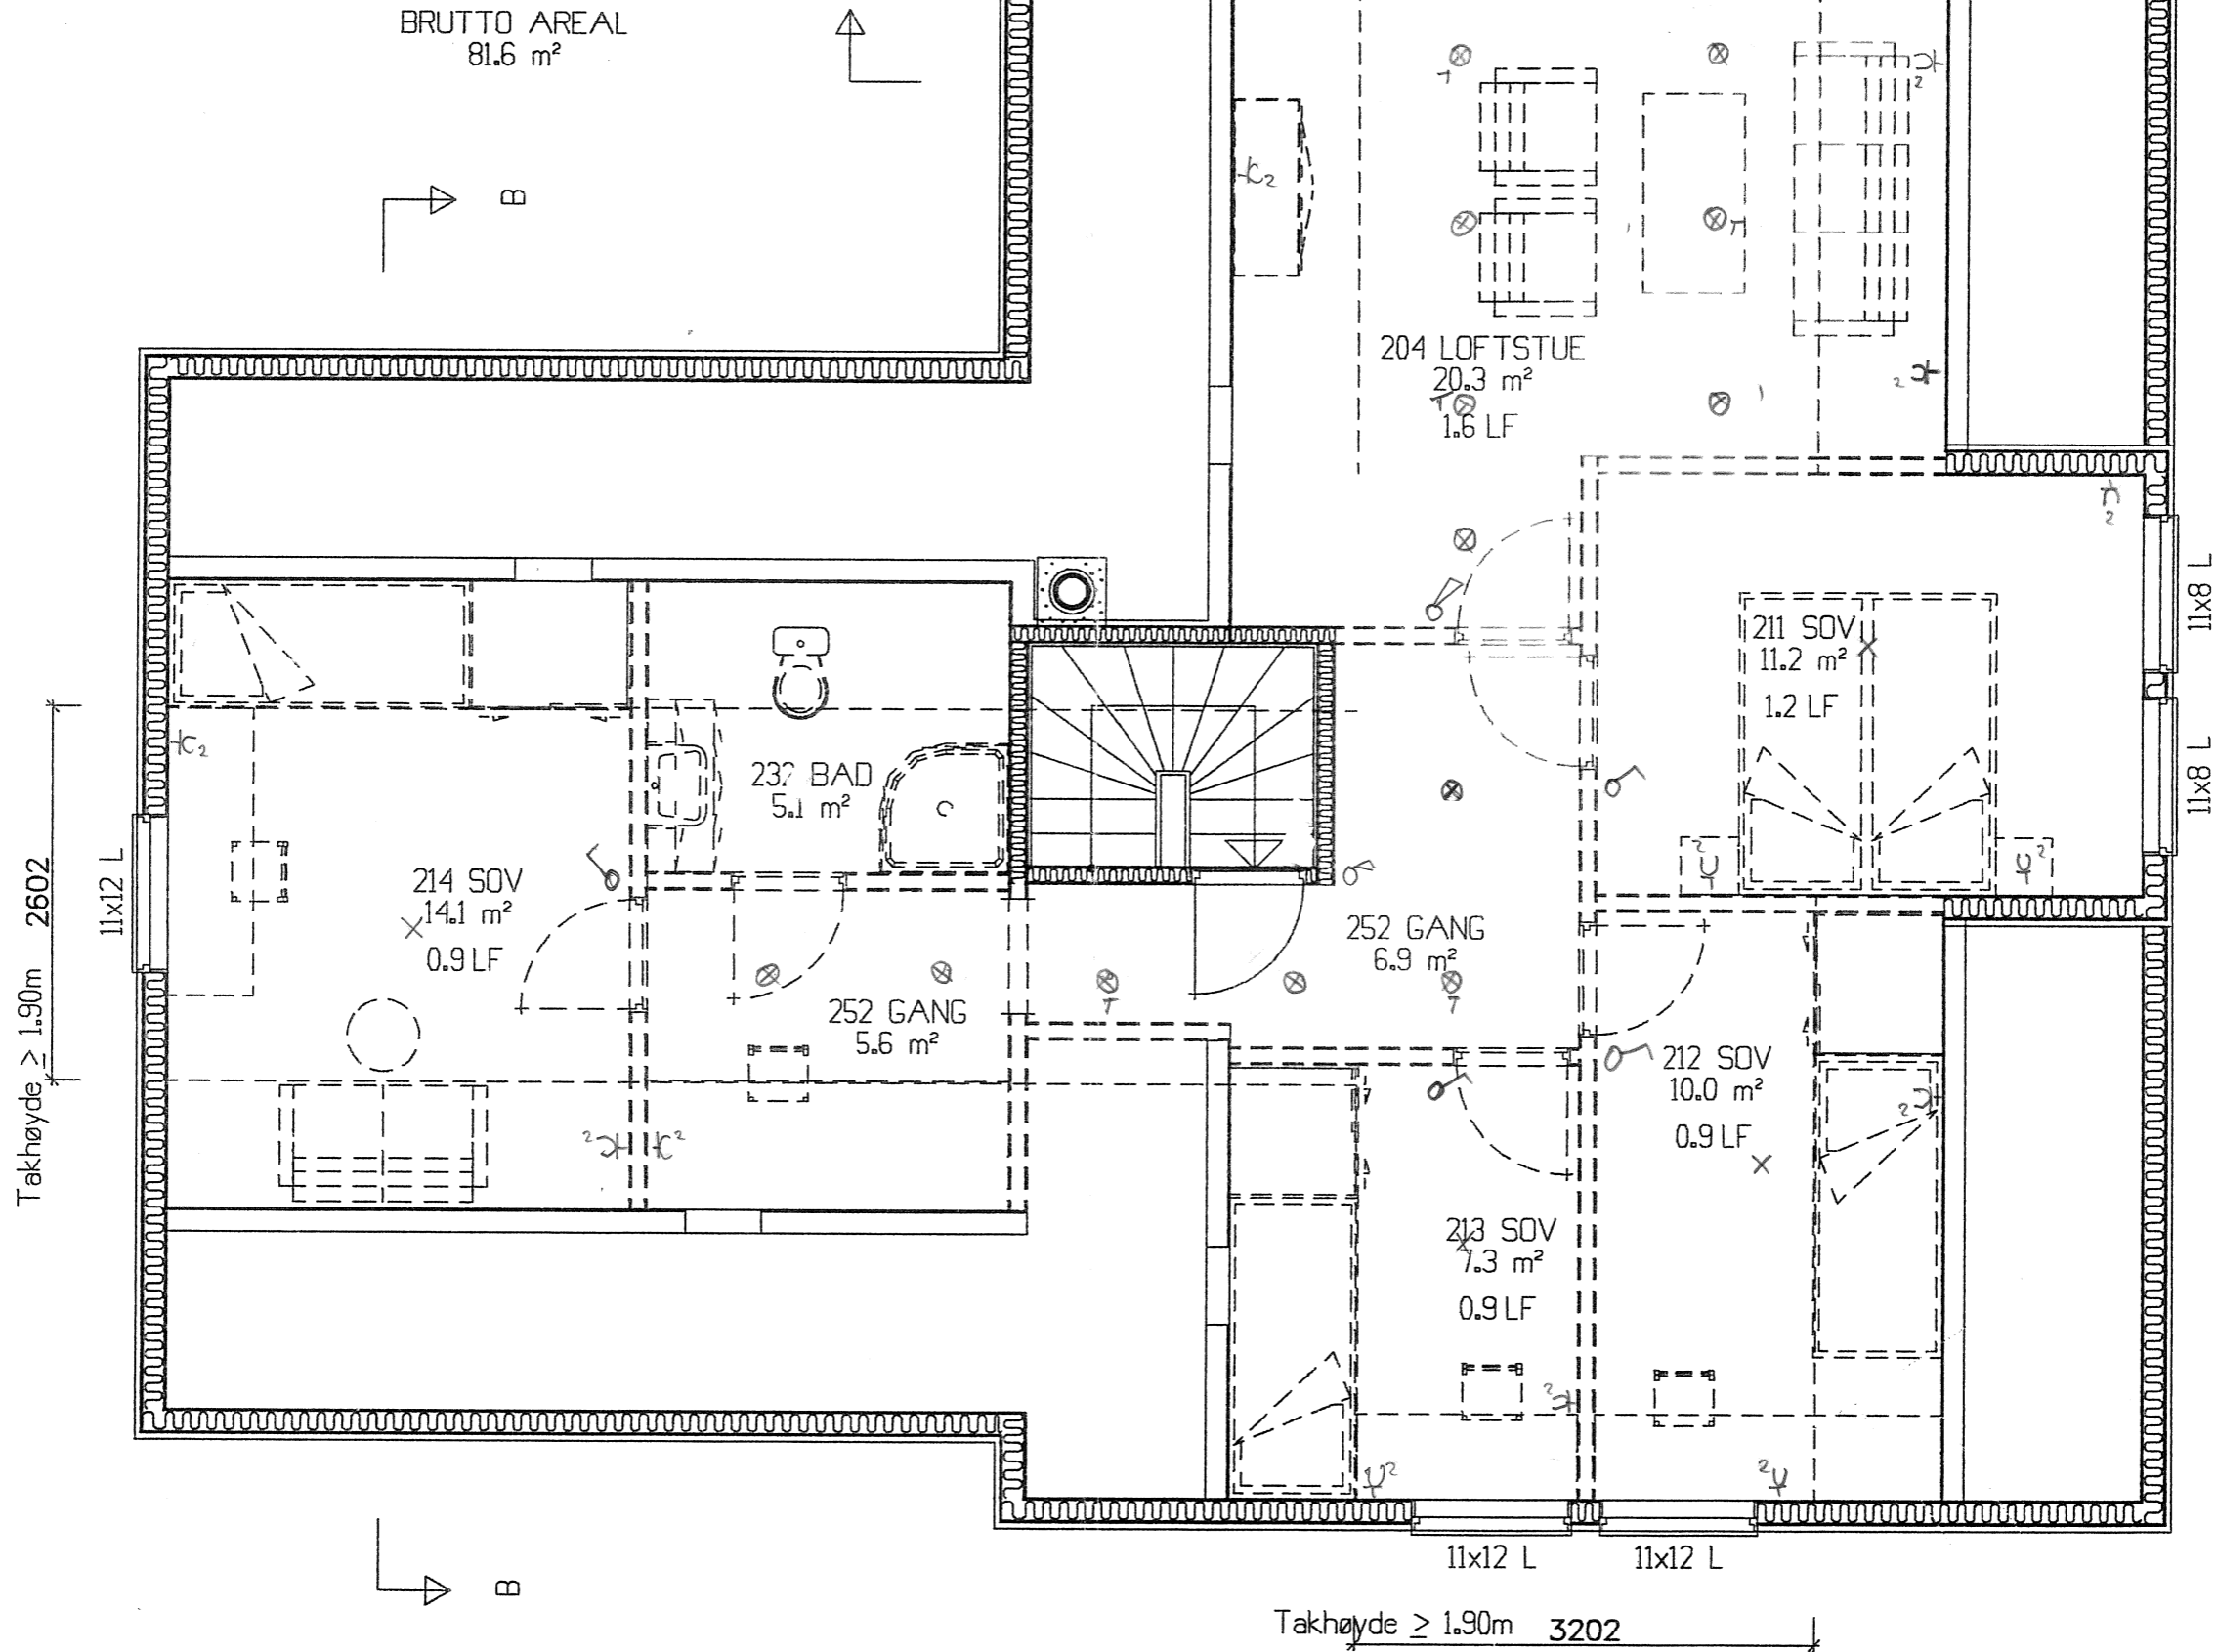 BRUTTO AREAL
81.6 m²
B
204 LOFTSTUE
20.3 m²
1.6 LF
211 SOV
11.2 m²
1.2 LF
11x8 L
11x8 L
BAD
5.1 m²
214 SOV
14.1 m²
0.9 LF
11x12 L
2602
Takhøyde ≥ 1.90m
252 GANG
6.9 m²
252 GANG
5.6 m²
212 SOV
10.0 m²
0.9 LF
213 SOV
7.3 m²
0.9 LF
11x12 L
11x12 L
B
Takhøyde ≥ 1.90m 3202